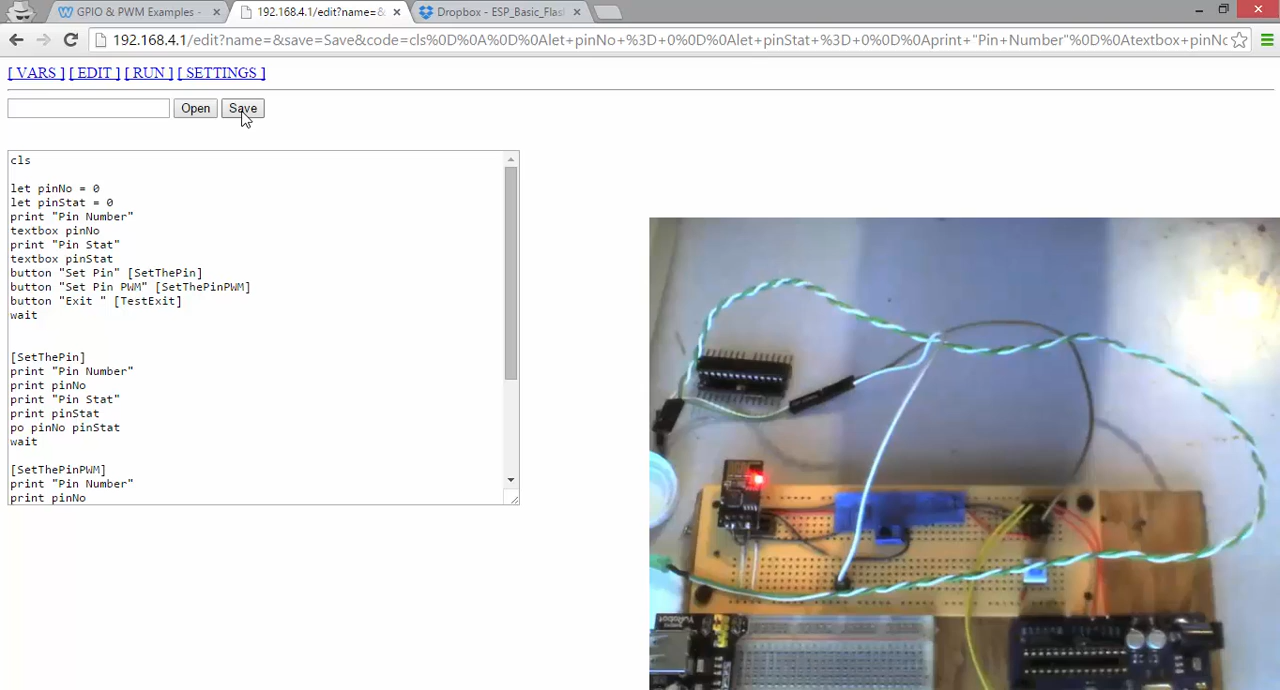 GPIO & PWM Examples -
192.168.4.1/edit?name=&
Dropbox - ESP_Basic_Flas
192.168.4.1/edit?name=&save=Save&code=cls%0D%0A%0D%0Alet+pinNo+%3D+0%0D%0Alet+pinStat+%3D+0%0D%0Aprint+"Pin+Number"%0D%0Atextbox+pinNo
[ VARS ] [ EDIT ] [ RUN ] [ SETTINGS ]
Open Save
cls
let pinNo = 0
let pinStat = 0
print "Pin Number"
textbox pinNo
print "Pin Stat"
textbox pinStat
button "Set Pin" [SetThePin]
button "Set Pin PWM" [SetThePinPWM]
button "Exit " [TestExit]
wait
[SetThePin]
print "Pin Number"
print pinNo
print "Pin Stat"
print pinStat
po pinNo pinStat
wait
[SetThePinPWM]
print "Pin Number"
print pinNo